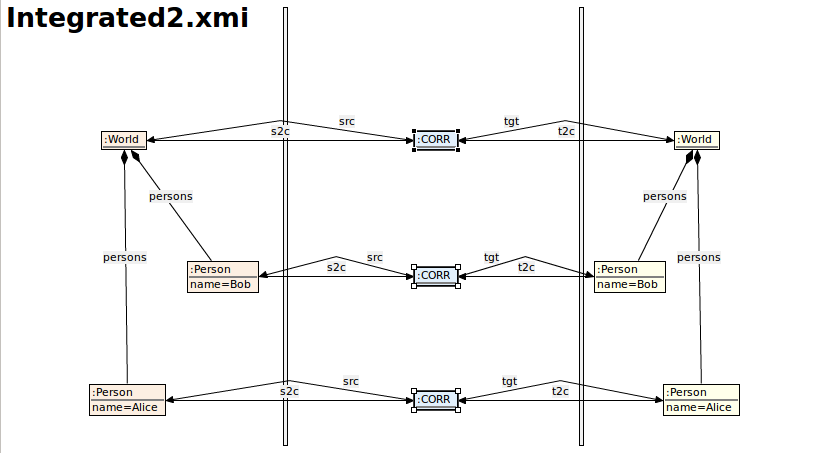 Integrated2.xmi
src
tgt
s2c
t2c
:World
:CORR
:World
persons
persons
persons
persons
src
tgt
s2c
t2c
:Person
name=Bob
:CORR
:Person
name=Bob
src
tgt
s2c
t2c
:Person
name=Alice
:CORR
:Person
name=Alice